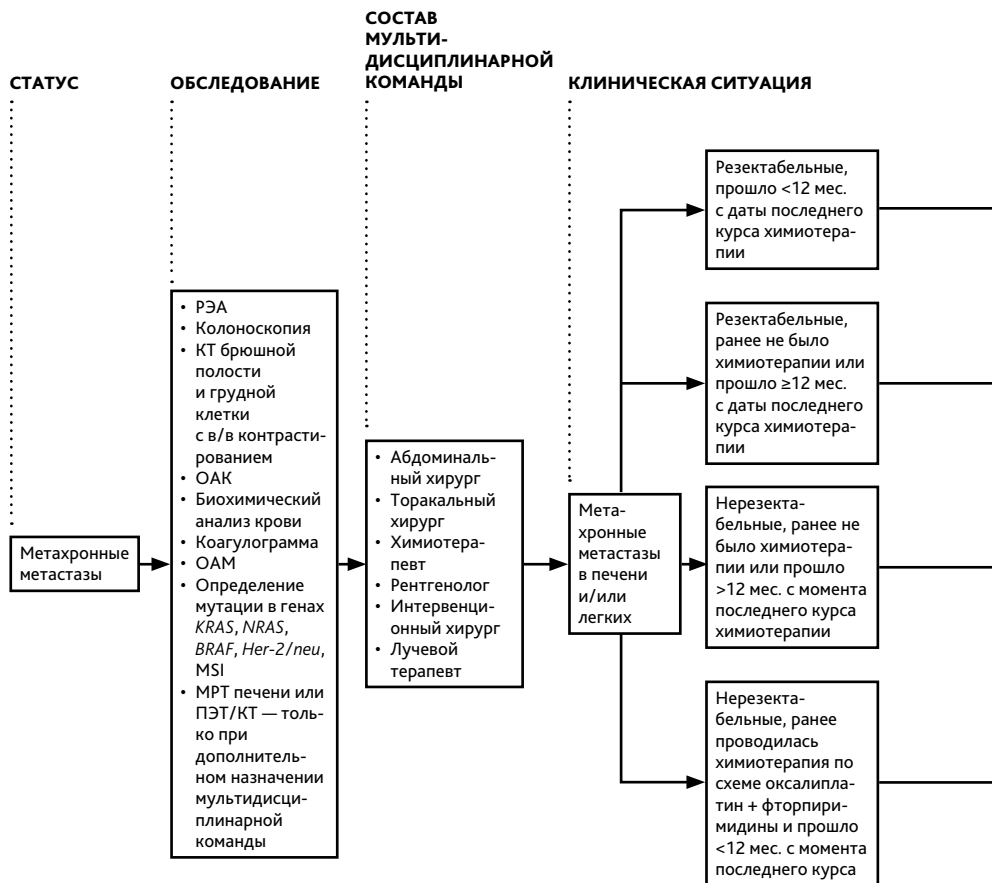 СТАТУС
ОБСЛЕДОВАНИЕ
СОСТАВ
МУЛЬТИ-
ДИСЦИПЛИНАРНОЙ
КОМАНДЫ
КЛИНИЧЕСКАЯ СИТУАЦИЯ
Метахронные
метастазы
• РЭА
• Колоноскопия
• КТ брюшной
полости
и грудной
клетки
с в/в контрасти-
рованием
• ОАК
• Биохимический
анализ крови
• Коагулограмма
• ОАМ
• Определение
мутации в генах
KRAS, NRAS,
BRAF, Her-2/neu,
MSI
• МРТ печени или
ПЭТ/КТ — толь-
ко при
дополнитель-
ном назначении
мультидисци-
плинарной
команды
• Абдоминаль-
ный хирург
• Торакальный
хирург
• Химиотера-
певт
• Рентгенолог
• Интервенци-
онный хирург
• Лучевой
терапевт
Мета-
хронные
метастазы
в печени
и/или
легких
Резектабельные,
прошло <12 мес.
с даты последнего
курса химиотера-
пии
Резектабельные,
ранее не было
химиотерапии или
прошло ≥12 мес.
с даты последнего
курса химиотера-
пии
Нерезекта-
бельные, ранее не
было химиотера-
пии или прошло
>12 мес. с момента
последнего курса
химиотерапии
Нерезекта-
бельные, ранее
проводилась
химиотерапия по
схеме оксалипла-
тин + фторпири-
мидины и прошло
<12 мес. с момента
последнего курса